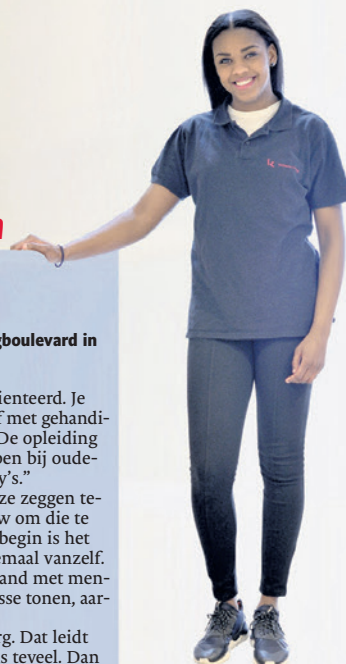 gboulevard in
ienteerd. Je
f met gehandi-
De opleiding
pen bij oude-
y's.”
ze zeggen te-
w om die te
begin is het
emaal vanzelf.
and met men-
sse tonen, aar-
rg. Dat leidt
s teveel. Dan